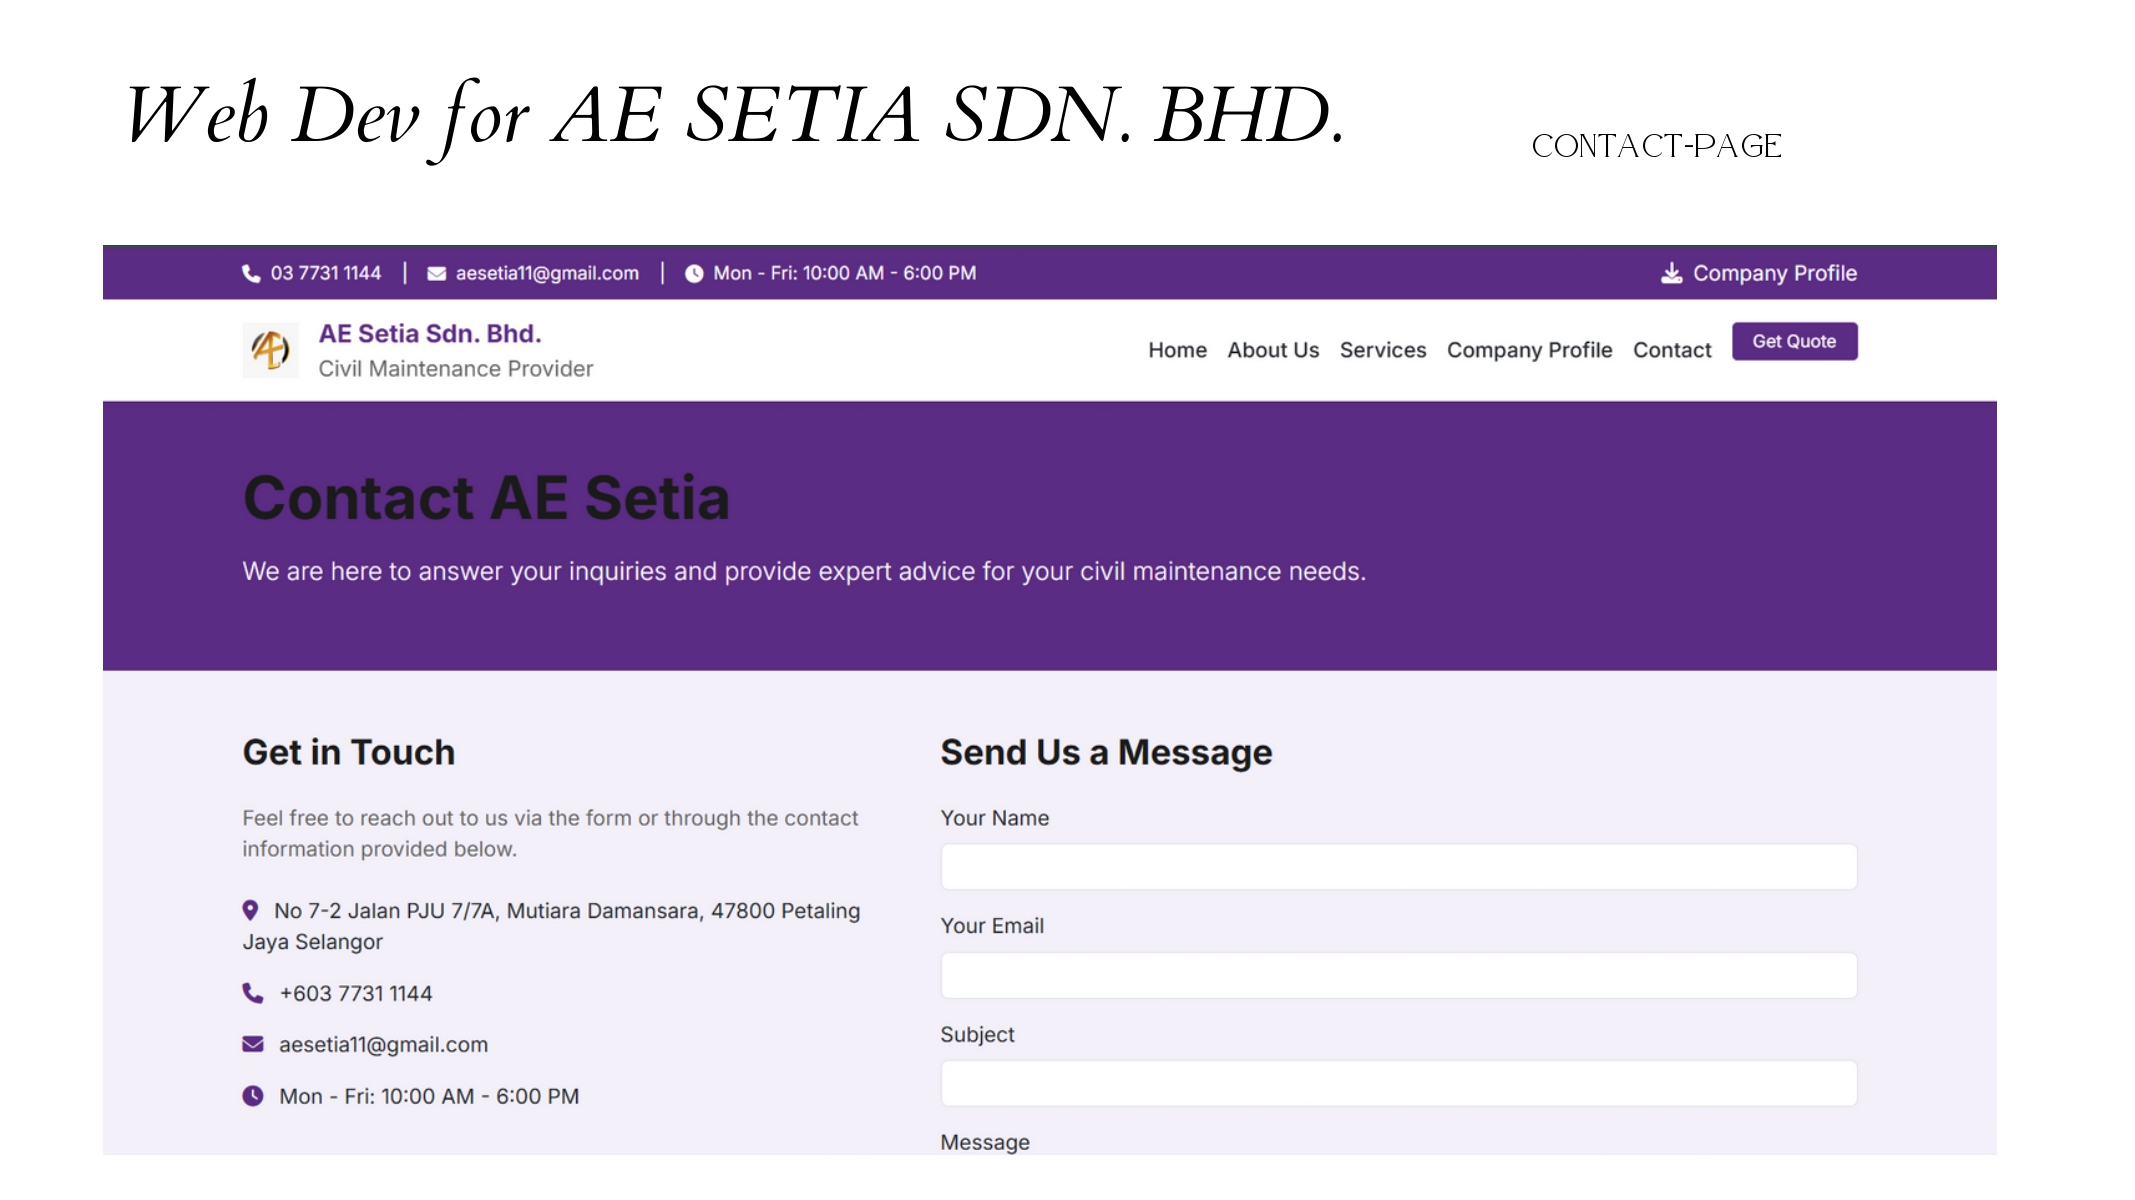 Web Dev for AE SETIA SDN. BHD.
CONTACT-PAGE
03 7731 1144 | aesetia11@gmail.com | Mon - Fri: 10:00 AM - 6:00 PM
Company Profile
AE Setia Sdn. Bhd.
Civil Maintenance Provider
Home About Us Services Company Profile Contact Get Quote
Contact AE Setia
We are here to answer your inquiries and provide expert advice for your civil maintenance needs.
Get in Touch
Feel free to reach out to us via the form or through the contact
information provided below.
No 7-2 Jalan PJU 7/7A, Mutiara Damansara, 47800 Petaling
Jaya Selangor
+603 7731 1144
aesetia11@gmail.com
Mon - Fri: 10:00 AM - 6:00 PM
Send Us a Message
Your Name
Your Email
Subject
Message